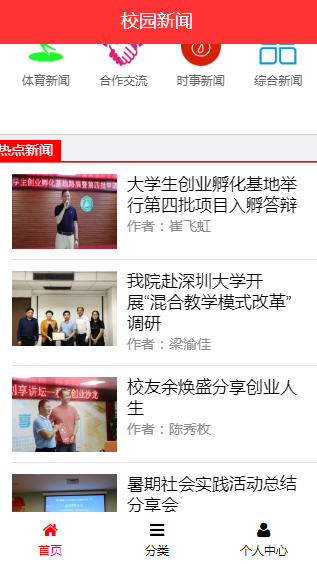 校园新闻
体育新闻
合作交流
时事新闻
综合新闻
热点新闻
大学生创业孵化基地举
行第四批项目入孵答辩
作者：崔飞虹
我院赴深圳大学开
展“混合教学模式改革”
调研
作者：梁渝佳
校友余焕盛分享创业人
生
作者：陈秀枚
暑期社会实践活动总结
分享会
首页
分类
个人中心